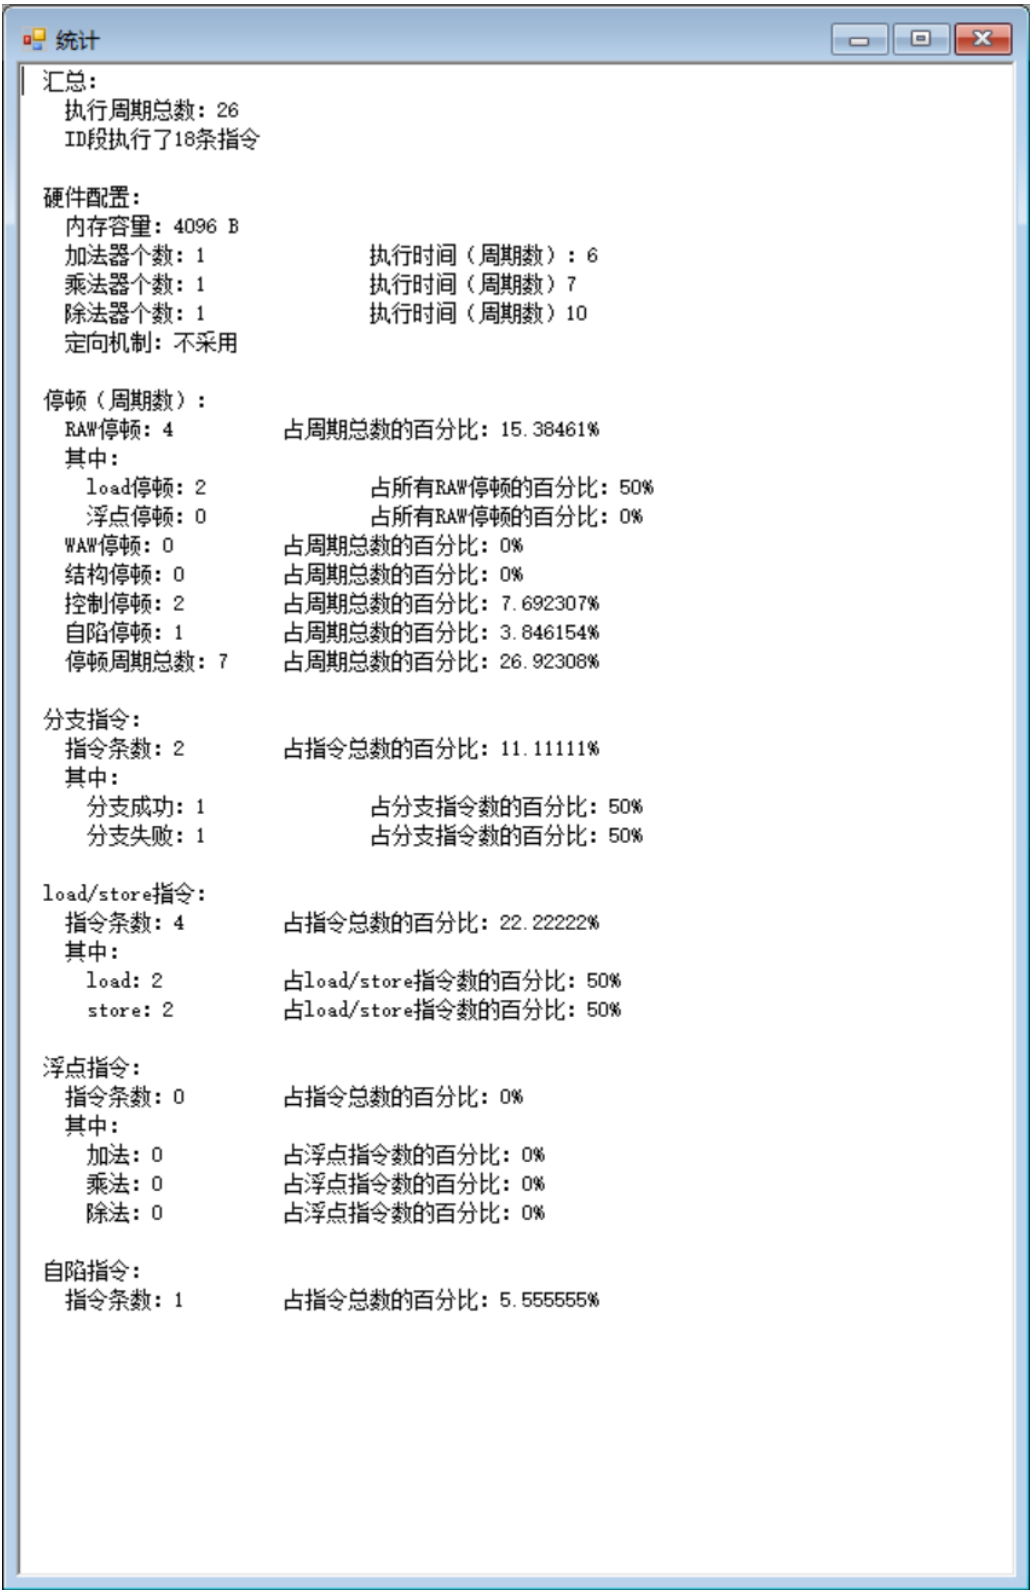 统计
汇总：
执行周期总数：26
ID段执行了18条指令
硬件配置：
内存容量：4096 B
加法器个数：1 执行时间（周期数）：6
乘法器个数：1 执行时间（周期数）7
除法器个数：1 执行时间（周期数）10
定向机制：不采用
停顿（周期数）：
RAW停顿：4 占周期总数的百分比：15.38461%
其中：
load停顿：2 占所有RAW停顿的百分比：50%
浮点停顿：0 占所有RAW停顿的百分比：0%
WAW停顿：0 占周期总数的百分比：0%
结构停顿：0 占周期总数的百分比：0%
控制停顿：2 占周期总数的百分比：7.692307%
自陷停顿：1 占周期总数的百分比：3.846154%
停顿周期总数：7 占周期总数的百分比：26.92308%
分支指令：
指令条数：2 占指令总数的百分比：11.11111%
其中：
分支成功：1 占分支指令数的百分比：50%
分支失败：1 占分支指令数的百分比：50%
load/store指令：
指令条数：4 占指令总数的百分比：22.22222%
其中：
load：2 占load/store指令数的百分比：50%
store：2 占load/store指令数的百分比：50%
浮点指令：
指令条数：0 占指令总数的百分比：0%
其中：
加法：0 占浮点指令数的百分比：0%
乘法：0 占浮点指令数的百分比：0%
除法：0 占浮点指令数的百分比：0%
自陷指令：
指令条数：1 占指令总数的百分比：5.555555%